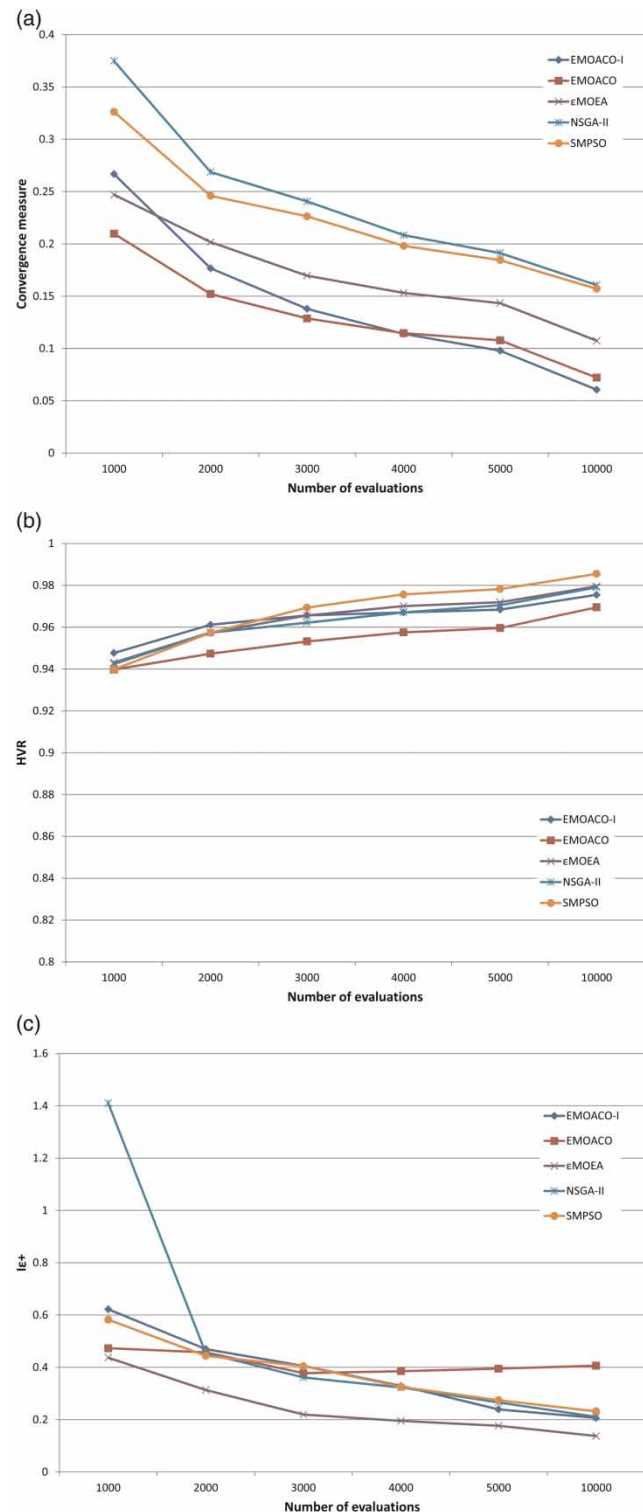 (a)
0.4
0.35
0.3
0.25
0.2
0.15
0.1
0.05
0
Convergence measure
EMOACO-I
EMOACO
εMOEA
NSGA-II
SMPSO
1000 2000 3000 4000 5000 10000
Number of evaluations
(b)
1
0.98
0.96
0.94
0.92
0.9
0.88
0.86
0.84
0.82
0.8
HVR
EMOACO-I
EMOACO
εMOEA
NSGA-II
SMPSO
1000 2000 3000 4000 5000 10000
Number of evaluations
(c)
1.6
1.4
1.2
1
0.8
0.6
0.4
0.2
0
Iε+
EMOACO-I
EMOACO
εMOEA
NSGA-II
SMPSO
1000 2000 3000 4000 5000 10000
Number of evaluations